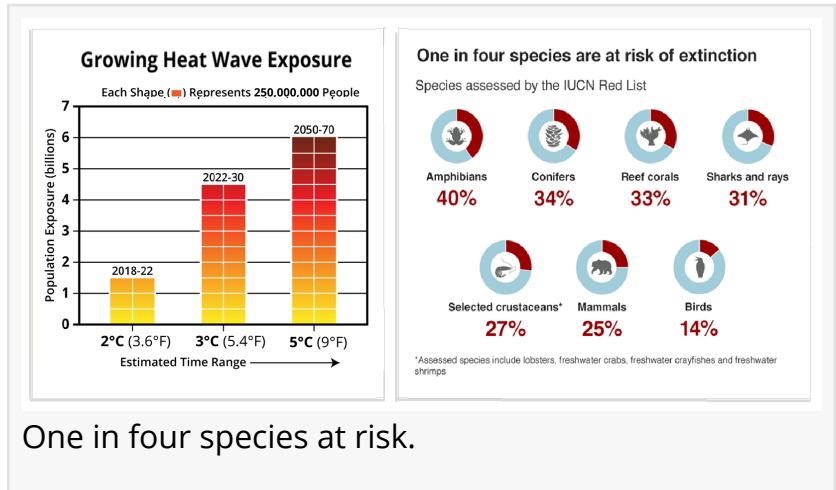 Growing Heat Wave Exposure
Each Shape (  ) Represents 250,000,000 People
Population Exposure (billions)
7
6
5
4
3
2
1
0
2018-22
2022-30
2050-70
2°C (3.6°F)
3°C (5.4°F)
5°C (9°F)
Estimated Time Range
One in four species are at risk of extinction
Species assessed by the IUCN Red List
Amphibians
40%
Conifers
34%
Reef corals
33%
Sharks and rays
31%
Selected crustaceans*
27%
Mammals
25%
Birds
14%
*Assessed species include lobsters, freshwater crabs, freshwater crayfishes and freshwater
shrimps
One in four species at risk.